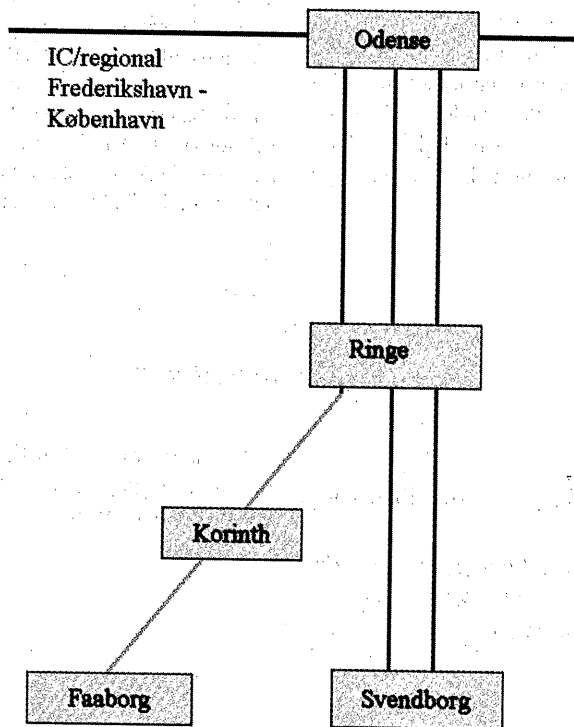 Odense
IC/regional
Frederikshavn -
København
Ringe
Korinth
Faaborg
Svendborg